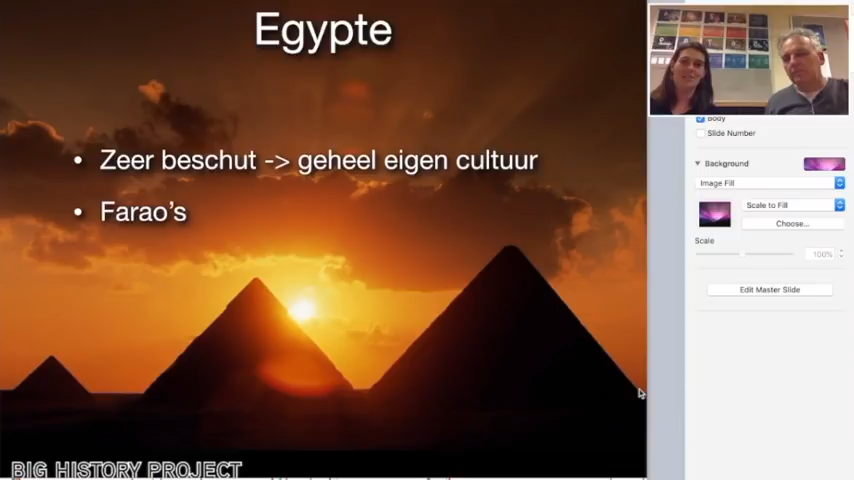 Egypte
• Zeer beschut -> geheel eigen cultuur
• Farao's
BIG HISTORY PROJECT
Body
Slide Number
Background
Image Fill
Scale to Fill
Choose...
Scale
100%
Edit Master Slide